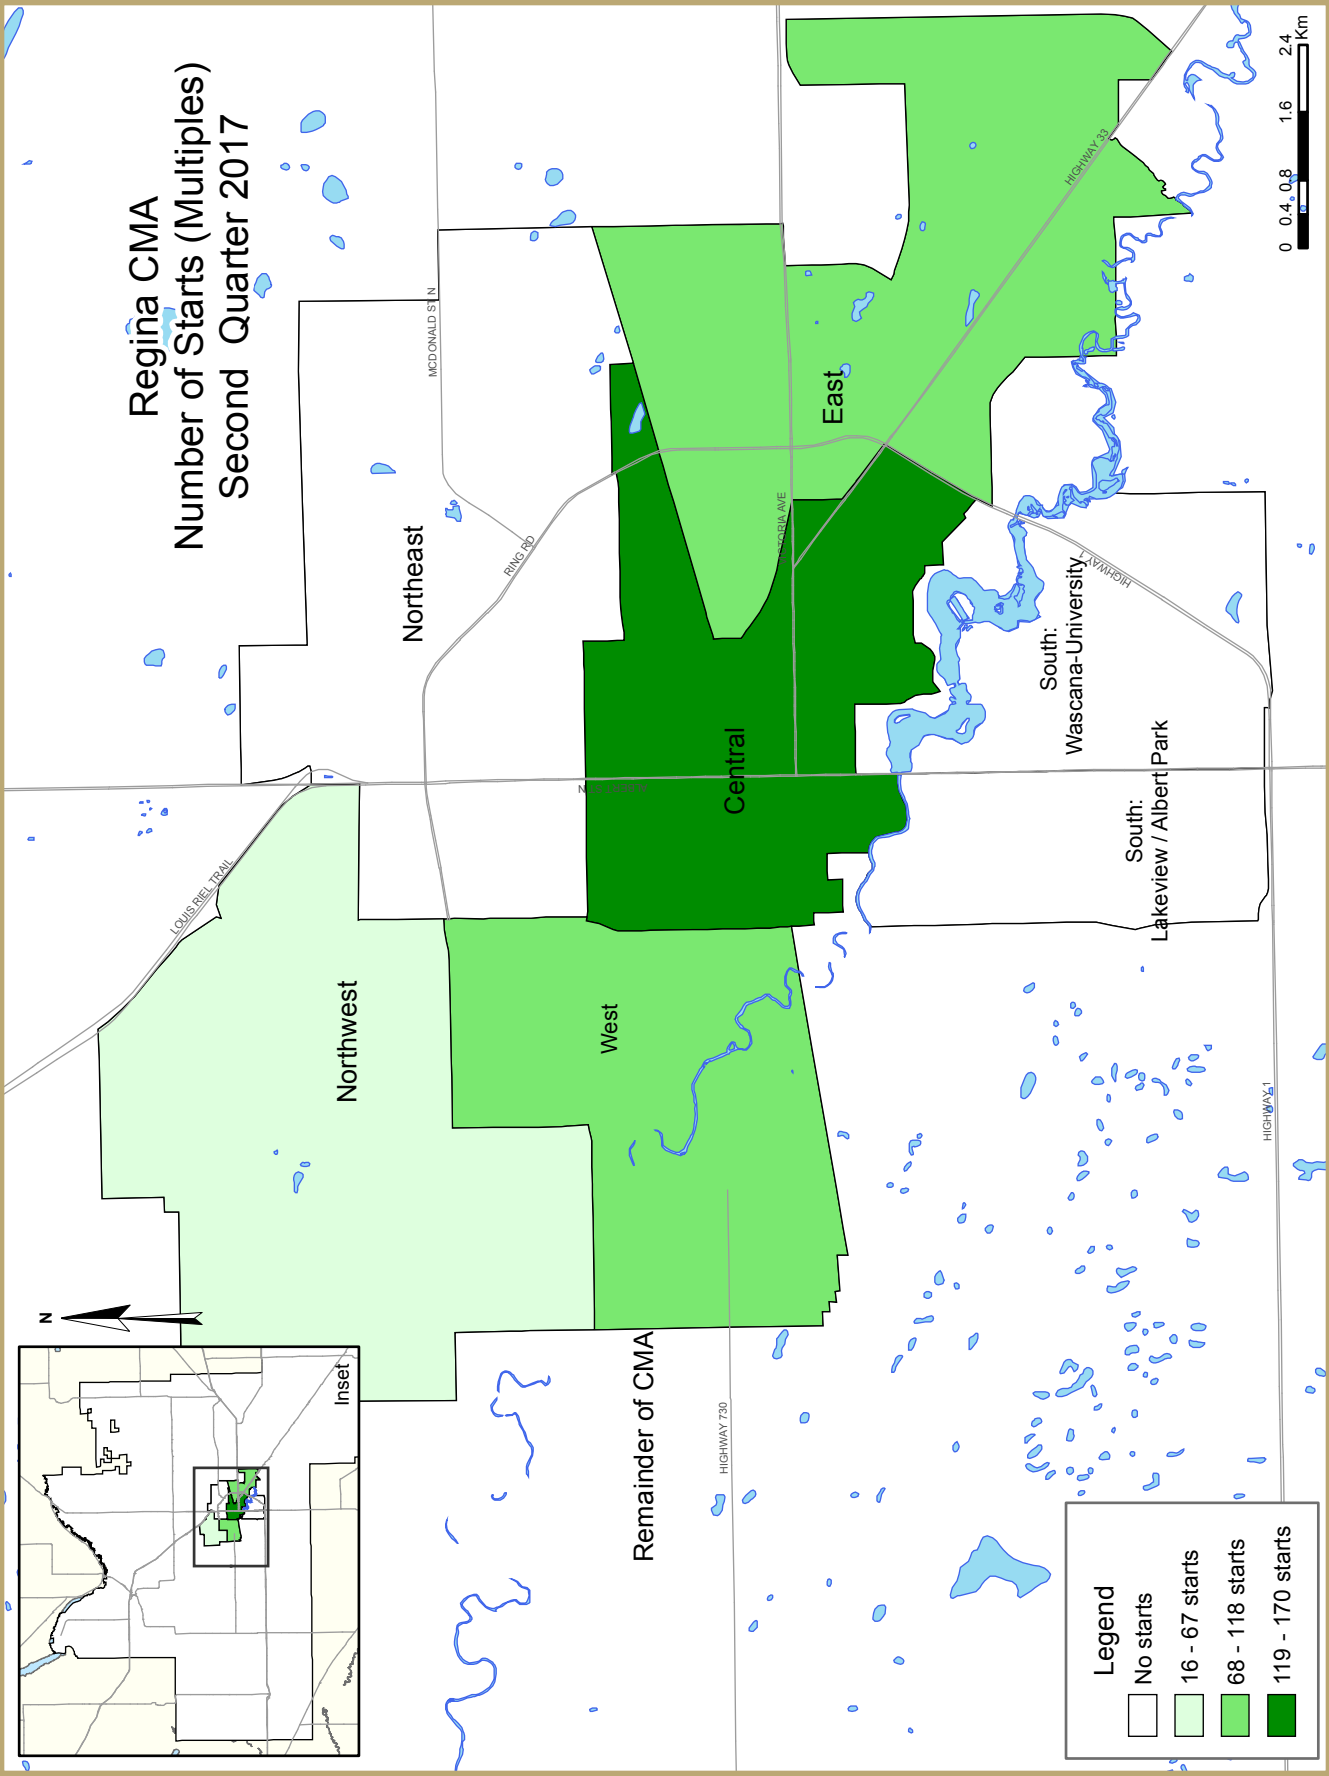 Regina CMA
Number of Starts (Multiples)
Second Quarter 2017
N
Inset
LOUIS RIEL TRAIL
MCDONALD ST N
RING RD
Northwest
Northeast
West
Central
East
TORIA AVE
HIGHWAY 33
Remainder of CMA
HIGHWAY 730
South:
Wascana-University
HIGHWAY 1
South:
Lakeview / Albert Park
HIGHWAY 1
Legend
No starts
16 - 67 starts
68 - 118 starts
119 - 170 starts
0 0.4 0.8 1.6 2.4
Km